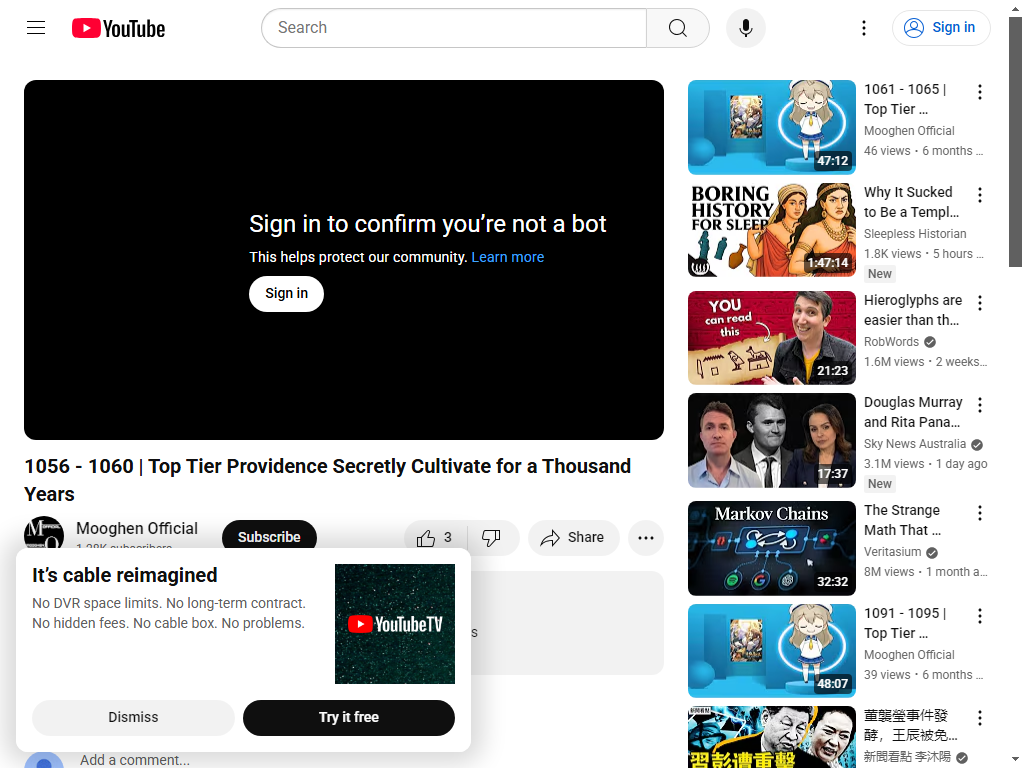 YouTube
Search
Sign in
Sign in to confirm you’re not a bot
This helps protect our community. Learn more
Sign in
1056 - 1060 | Top Tier Providence Secretly Cultivate for a Thousand
Years
Mooghen Official
Subscribe
3
Share
It’s cable reimagined
No DVR space limits. No long-term contract.
No hidden fees. No cable box. No problems.
YouTubeTV
Dismiss
Try it free
Add a comment...
47:12
1061 - 1065 |
Top Tier ...
Mooghen Official
46 views • 6 months ...
BORING
HISTORY
FOR SLEEP
1:47:14
Why It Sucked
to Be a Templ...
Sleepless Historian
1.8K views • 5 hours ...
New
YOU
can read
this
21:23
Hieroglyphs are
easier than th...
RobWords
1.6M views • 2 weeks...
17:37
Douglas Murray
and Rita Pana...
Sky News Australia
3.1M views • 1 day ago
New
Markov Chains
32:32
The Strange
Math That ...
Veritasium
8M views • 1 month a...
48:07
1091 - 1095 |
Top Tier ...
Mooghen Official
39 views • 6 months ...
習彭遭重擊
董襲瑩事件發
酵，王辰被免...
新聞看點 李沐陽